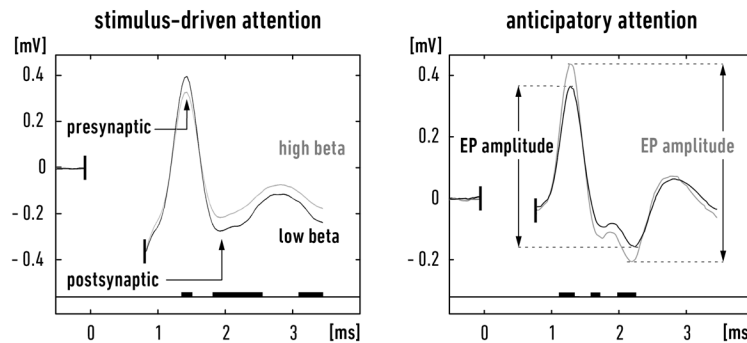 stimulus-driven attention
[mV]
0.4
0.2
0
- 0.2
- 0.4
presynaptic
high beta
low beta
postsynaptic
0 1 2 3 [ms]
anticipatory attention
[mV]
0.4
0.2
0
- 0.2
EP amplitude
EP amplitude
0 1 2 3 [ms]